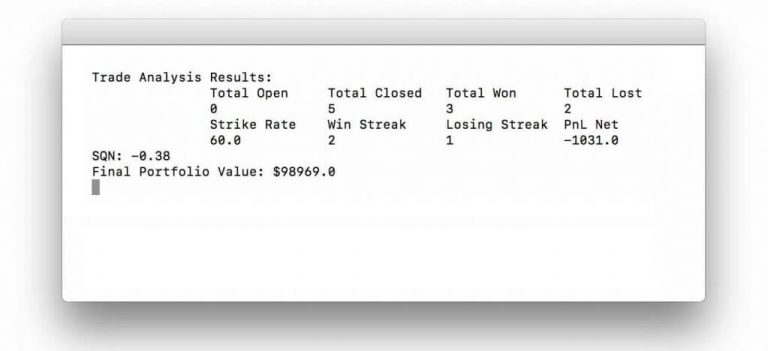 Trade Analysis Results:
Total Open Total Closed Total Won Total Lost
0 5 3 2
Strike Rate Win Streak Losing Streak PnL Net
60.0 2 1 -1031.0
SQN: -0.38
Final Portfolio Value: $98969.0